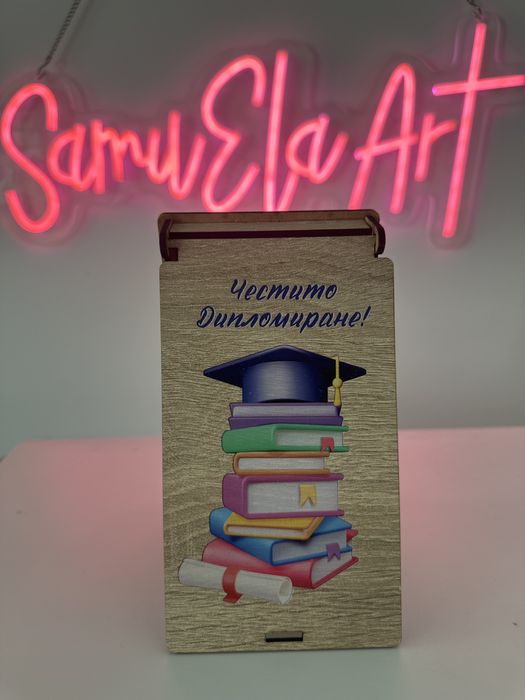 SamuEla Art
Честито
Дипломиране!